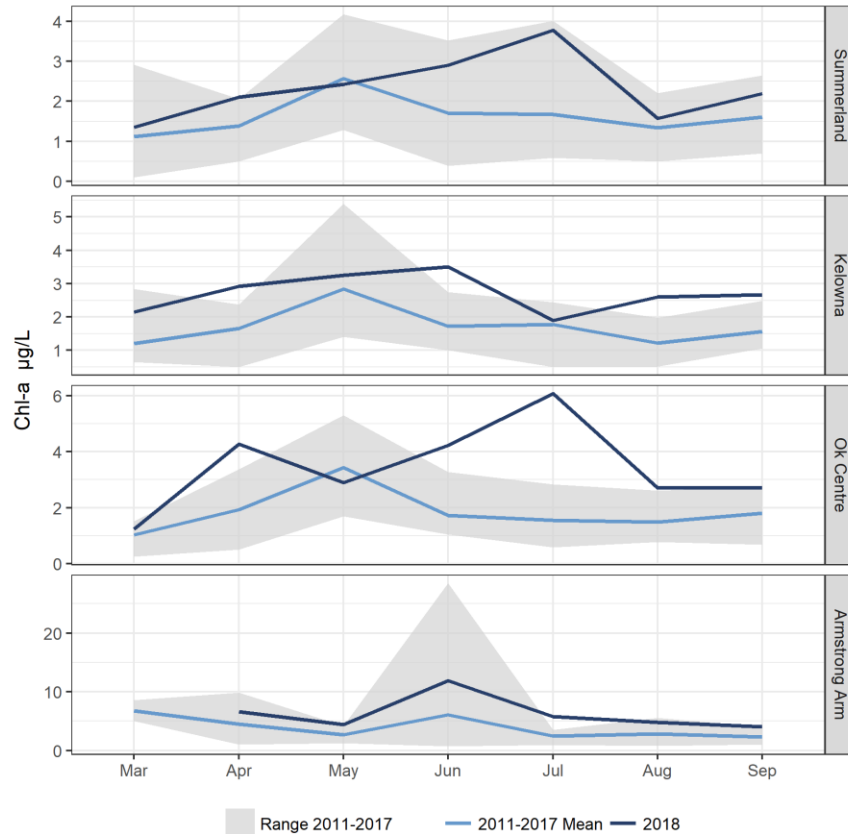 Chl-a µg/L
4
3
2
1
0
Summerland
5
4
3
2
1
Kelowna
6
4
2
0
Ok Centre
20
10
0
Armstrong Arm
Mar Apr May Jun Jul Aug Sep
Range 2011-2017 2011-2017 Mean 2018